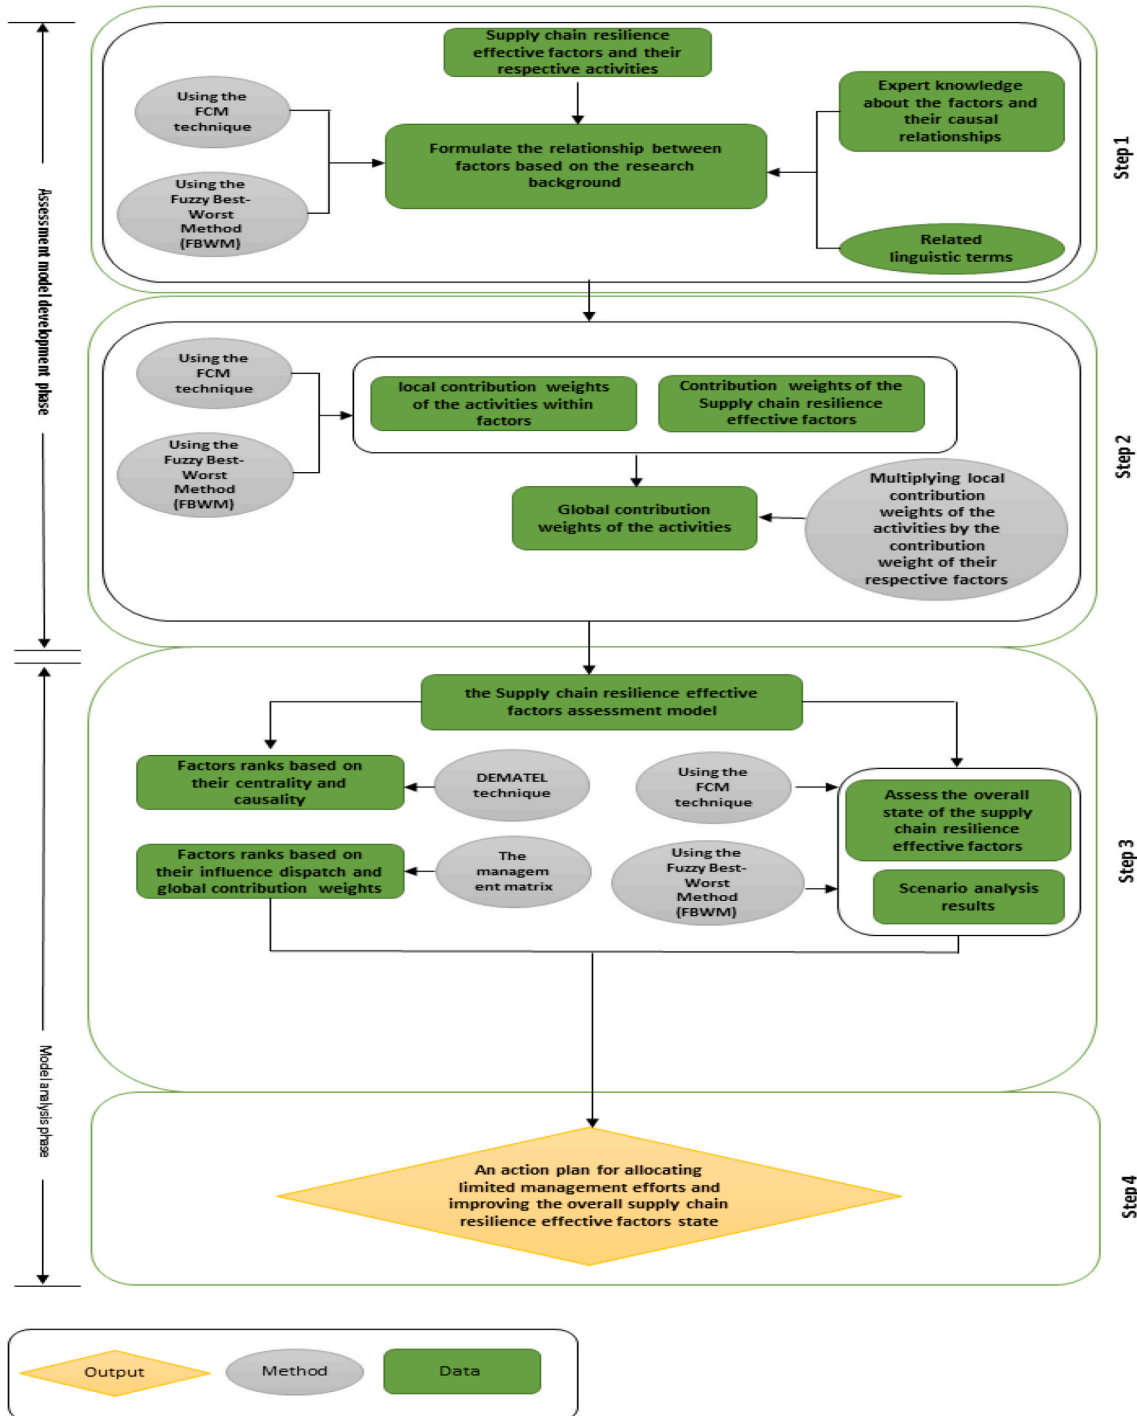 Supply chain resilience
effective factors and their
respective activities
Using the
FCM
technique
Expert knowledge
about the factors and
their causal
relationships
Formulate the relationship between
factors based on the research
background
Using the
Fuzzy Best-
Worst
Method
(FBWM)
Related
linguistic terms
Step 1
Assessment model development phase
Using the
FCM
technique
local contribution weights
of the activities within
factors
Contribution weights of the
Supply chain resilience
effective factors
Using the
Fuzzy Best-
Worst
Method
(FBWM)
Global contribution
weights of the activities
Multiplying local
contribution
weights of the
activities by the
contribution
weight of their
respective factors
Step 2
the Supply chain resilience effective
factors assessment model
Factors ranks based on
their centrality and
causality
DEMATEL
technique
Using the
FCM
technique
Assess the overall
state of the supply
chain resilience
effective factors
Factors ranks based on
their influence dispatch and
global contribution weights
The
managem
ent matrix
Using the
Fuzzy Best-
Worst
Method
(FBWM)
Scenario analysis
results
Step 3
Model analysis phase
An action plan for allocating
limited management efforts and
improving the overall supply chain
resilience effective factors state
Step 4
Output
Method
Data